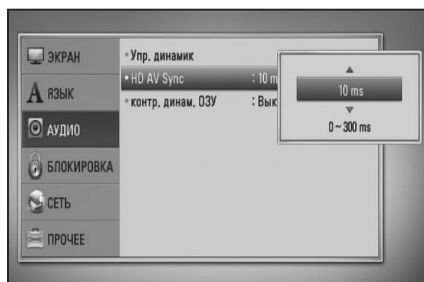 ЭКРАН
ЯЗЫК
АУДИО
БЛОКИРОВКА
СЕТЬ
ПРОЧЕЕ
Упр. динамик
HD AV Sync : 10 m
контр. динам. ОЗУ : Вык
10 ms
0 ~ 300 ms